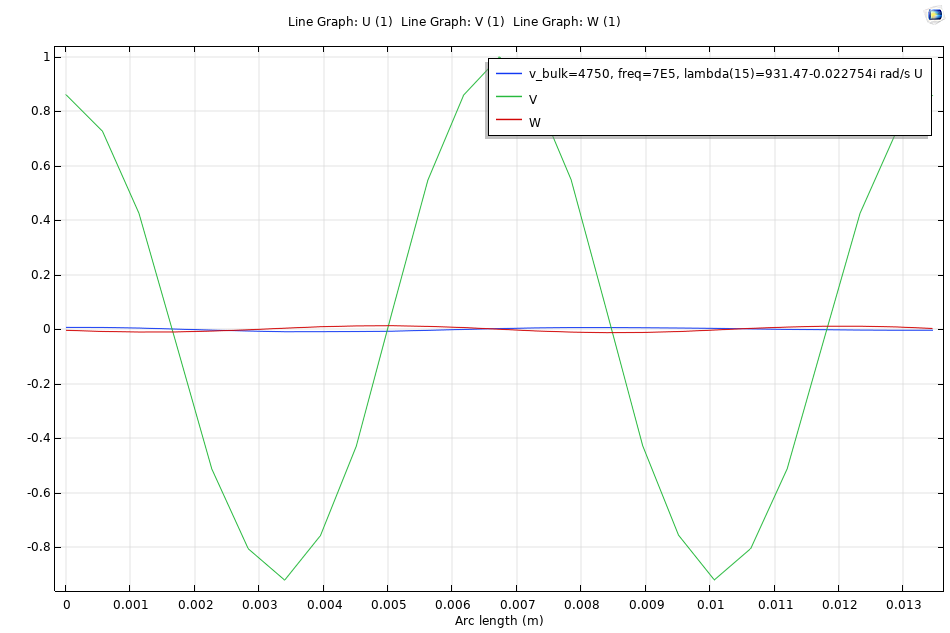 Line Graph: U (1)  Line Graph: V (1)  Line Graph: W (1)
v_bulk=4750, freq=7E5, lambda(15)=931.47-0.022754i rad/s U
V
W
1
0.8
0.6
0.4
0.2
0
-0.2
-0.4
-0.6
-0.8
0 0.001 0.002 0.003 0.004 0.005 0.006 0.007 0.008 0.009 0.01 0.011 0.012 0.013
Arc length (m)